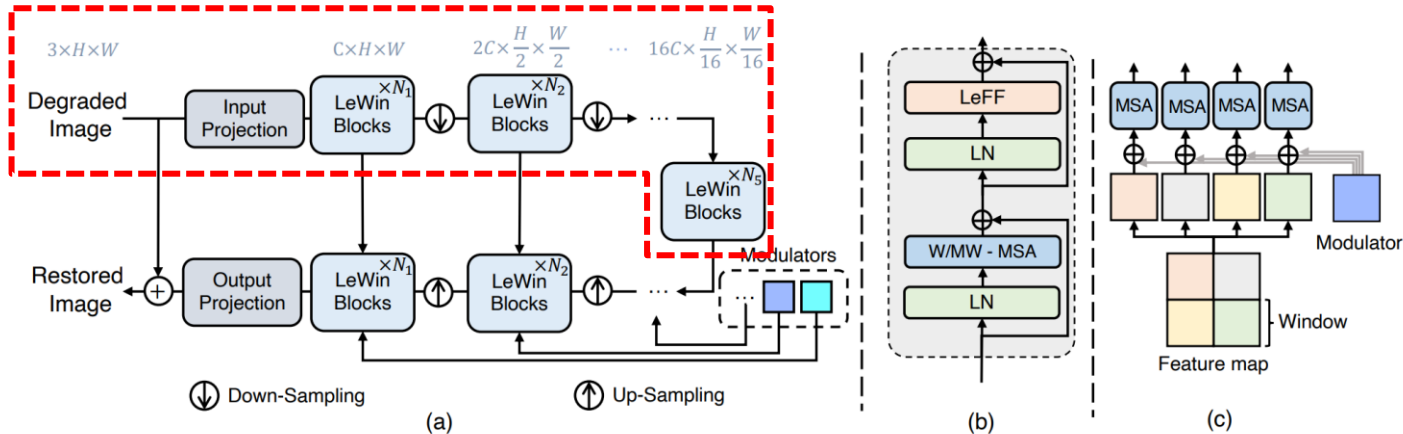 3×H×W
C×H×W
2C×H/2×W/2
...
16C×H/16×W/16
Degraded
Image
Input
Projection
LeWin
Blocks
×N₁
LeWin
Blocks
×N₂
...
LeWin
Blocks
×N₅
Restored
Image
Output
Projection
LeWin
Blocks
×N₁
LeWin
Blocks
×N₂
...
Modulators
...
Down-Sampling
Up-Sampling
(a)
LeFF
LN
W/MW - MSA
LN
(b)
MSA
MSA
MSA
MSA
Modulator
Window
Feature map
(c)